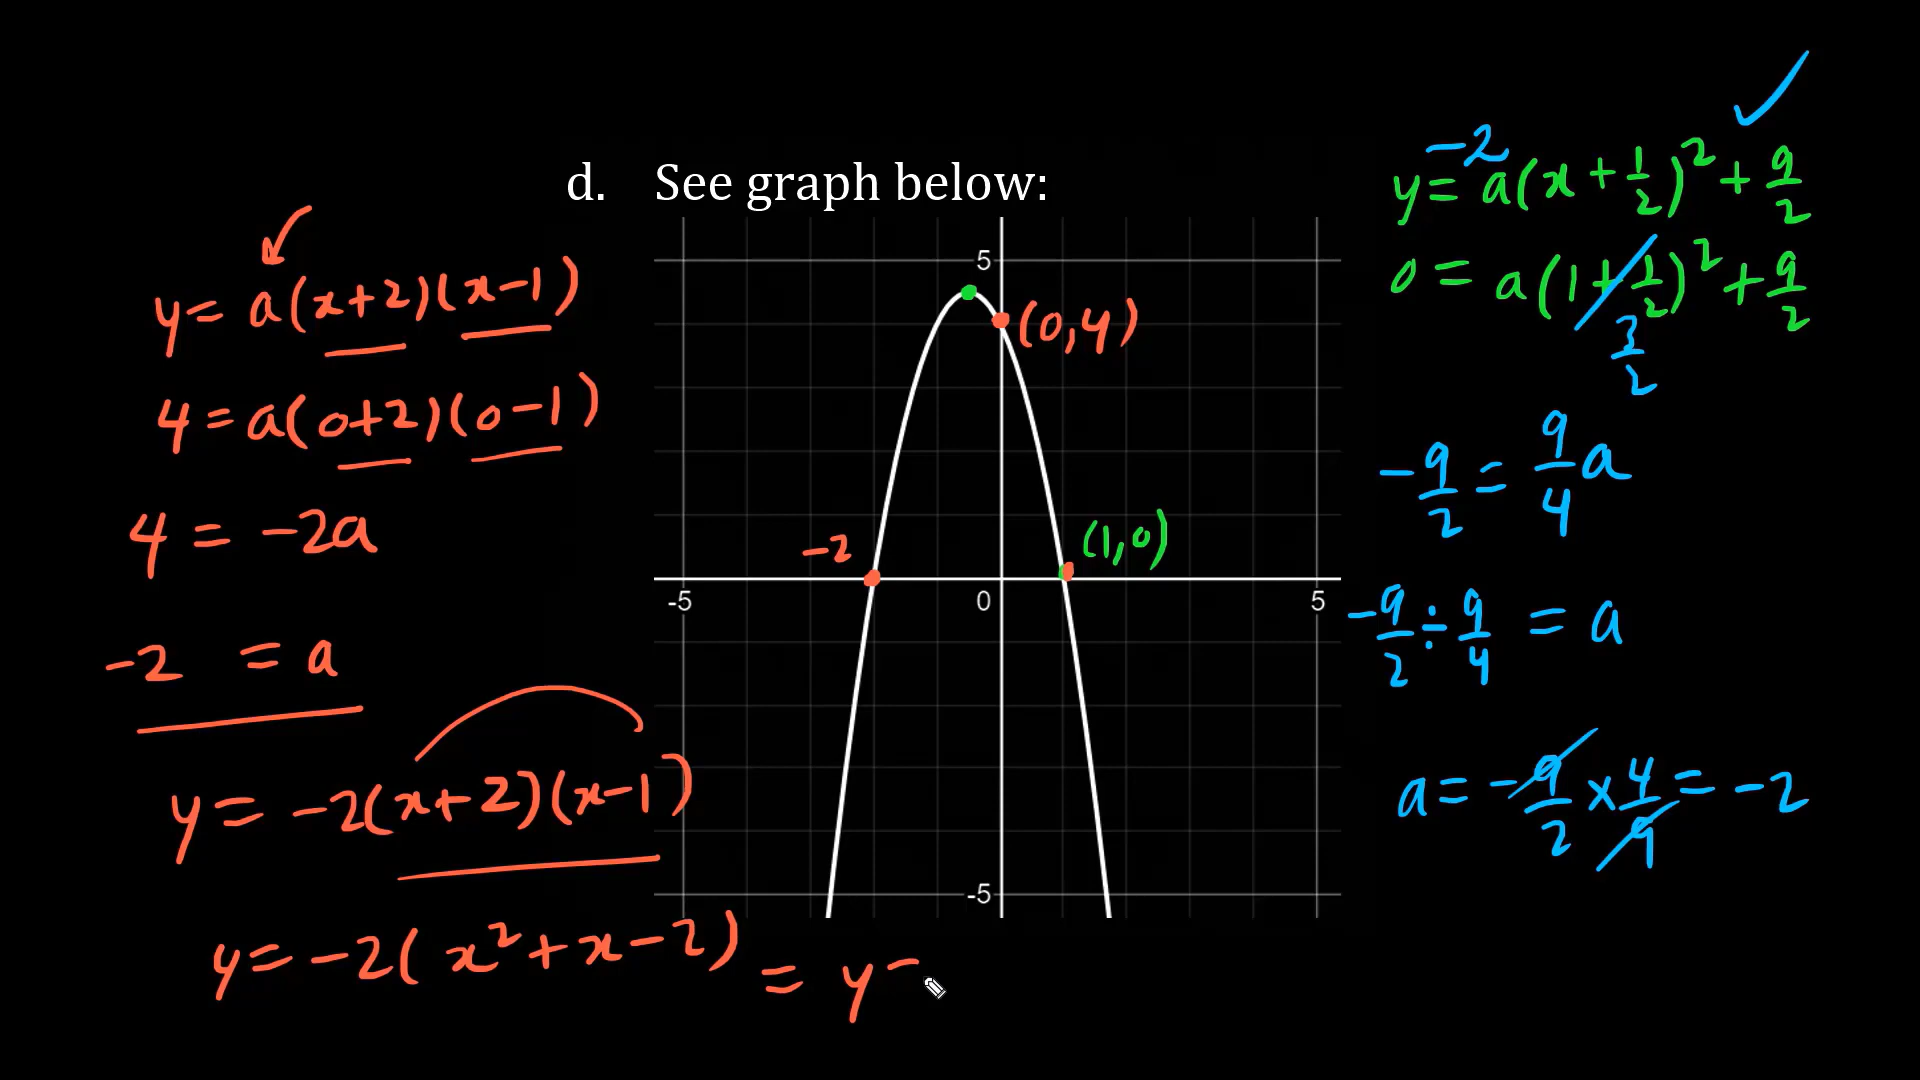 d. See graph below:
y = a(x+2)(x-1)
4 = a(0+2)(0-1)
4 = -2a
-2 = a
y = -2(x+2)(x-1)
y = -2(x²+x-2) = y -
5
(0,4)
-2
(1,0)
-5
0
5
-5
-2
y = a(x+1/2)²+9/2
0 = a(1+1/2)²+9/2
3/2
-9/2 = 9/4 a
-9/2 ÷ 9/4 = a
a = -9/2 × 4/9 = -2